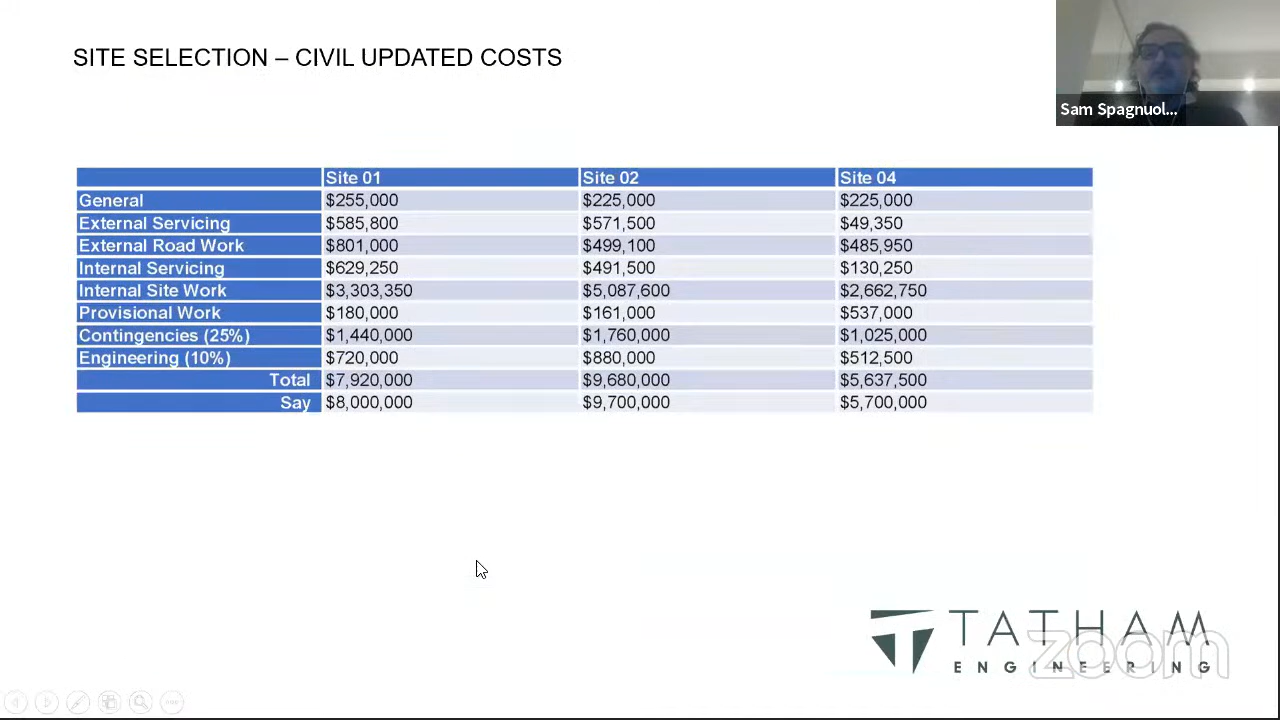 SITE SELECTION – CIVIL UPDATED COSTS
Sam Spagnuol...
Site 01 Site 02 Site 04
General $255,000 $225,000 $225,000
External Servicing $585,800 $571,500 $49,350
External Road Work $801,000 $499,100 $485,950
Internal Servicing $629,250 $491,500 $130,250
Internal Site Work $3,303,350 $5,087,600 $2,662,750
Provisional Work $180,000 $161,000 $537,000
Contingencies (25%) $1,440,000 $1,760,000 $1,025,000
Engineering (10%) $720,000 $880,000 $512,500
Total $7,920,000 $9,680,000 $5,637,500
Say $8,000,000 $9,700,000 $5,700,000
TATHAM
ENGINEERING
zoom